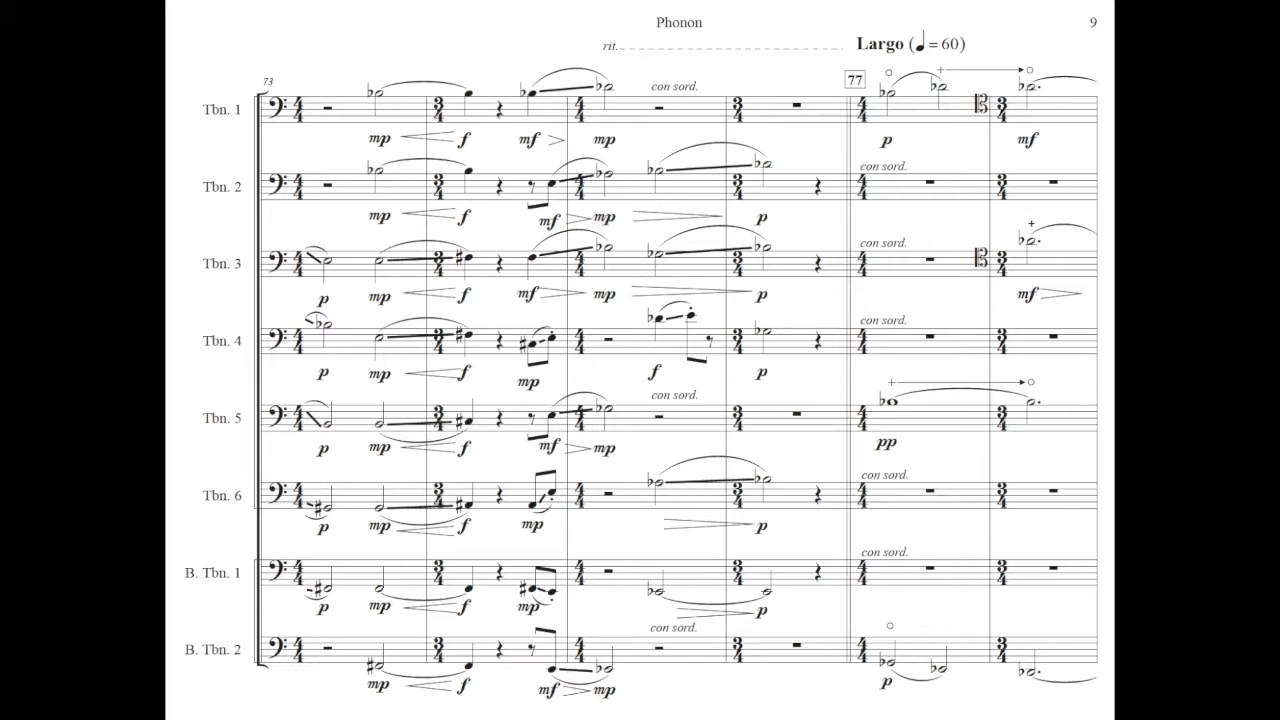 Phonon 9
rit. Largo (♩ = 60)
73 con sord. 77
Tbn. 1
mp f mf mp p mf
con sord.
Tbn. 2
mp f mf mp p
con sord.
Tbn. 3
p mp f mf mp p mf
con sord.
Tbn. 4
p mp f mp f p
con sord.
Tbn. 5
p mp f mf mp pp
con sord.
Tbn. 6
p mp f mp p
con sord.
B. Tbn. 1
p mp f mp p
con sord.
B. Tbn. 2
mp f mf mp p